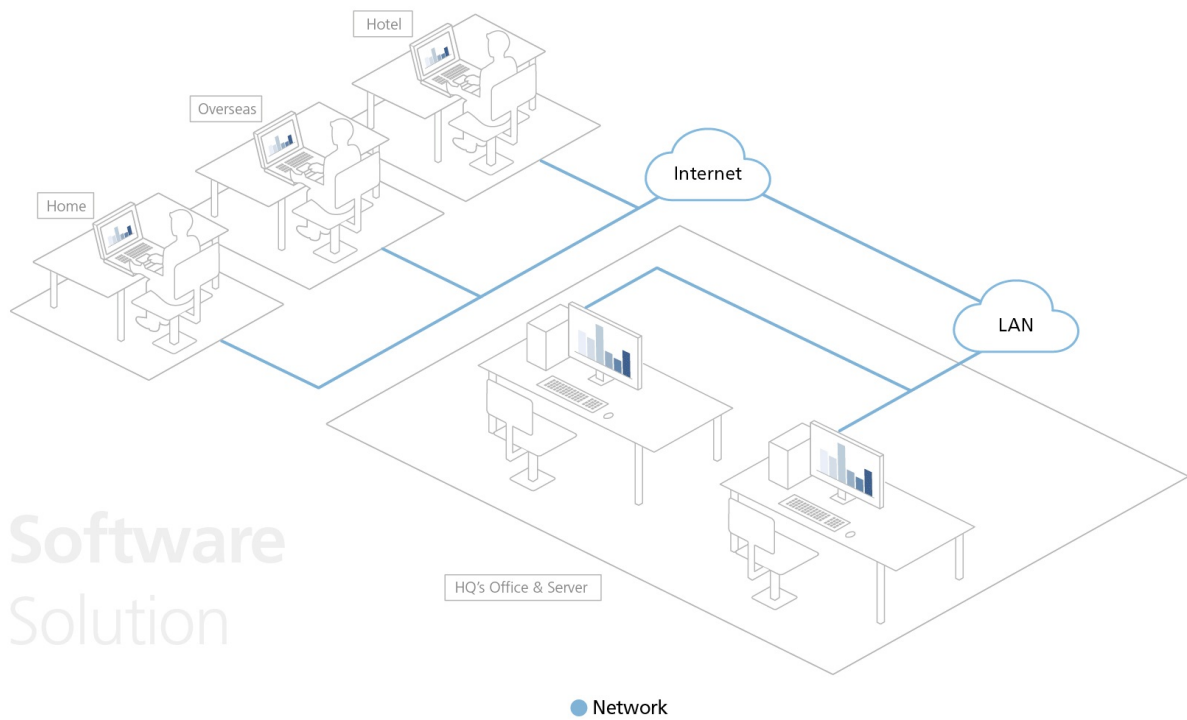 Hotel
Overseas
Home
Internet
LAN
HQ's Office & Server
Software
Solution
Network